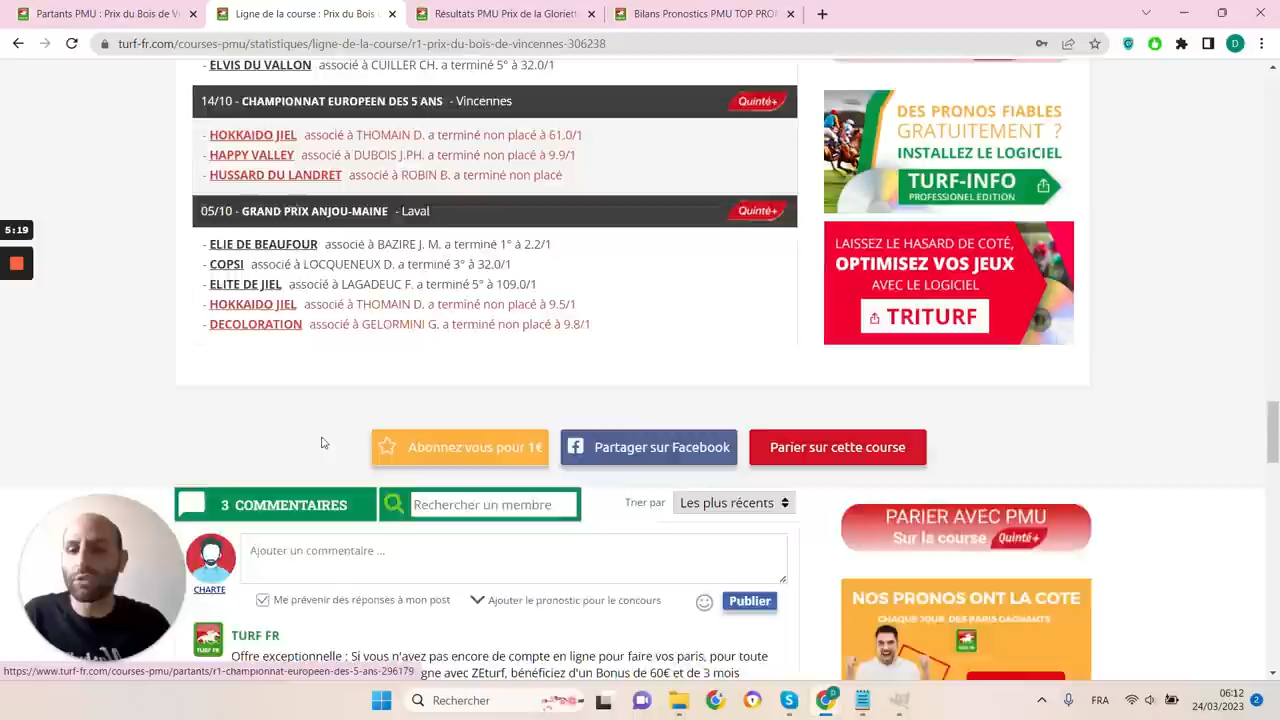 Partants PMU : Prix du Bois de V
Ligne de la course : Prix du Bois
Résultats PMU Prix de la Gloriett
Bilans Pronostics PMU TOP PRO
turf-fr.com/courses-pmu/statistiques/ligne-de-la-course/r1-prix-du-bois-de-vincennes-306238
D
- ELVIS DU VALLON associé à CUILLER CH. a terminé 5° à 32.0/1
14/10 - CHAMPIONNAT EUROPEEN DES 5 ANS - Vincennes Quinté+
- HOKKAIDO JIEL associé à THOMAIN D. a terminé non placé à 61.0/1
- HAPPY VALLEY associé à DUBOIS J.PH. a terminé non placé à 9.9/1
- HUSSARD DU LANDRET associé à ROBIN B. a terminé non placé
05/10 - GRAND PRIX ANJOU-MAINE - Laval Quinté+
- ELIE DE BEAUFOUR associé à BAZIRE J. M. a terminé 1° à 2.2/1
- COPSI associé à LOCQUENEUX D. a terminé 3° à 32.0/1
- ELITE DE JIEL associé à LAGADEUC F. a terminé 5° à 109.0/1
- HOKKAIDO JIEL associé à THOMAIN D. a terminé non placé à 9.5/1
- DECOLORATION associé à GELORMINI G. a terminé non placé à 9.8/1
DES PRONOS FIABLES
GRATUITEMENT ?
INSTALLEZ LE LOGICIEL
TURF-INFO
PROFESSIONEL EDITION
LAISSEZ LE HASARD DE COTÉ,
OPTIMISEZ VOS JEUX
AVEC LE LOGICIEL
TRITURF
5:19
Abonnez vous pour 1€
Partager sur Facebook
Parier sur cette course
3 COMMENTAIRES
Rechercher un membre
Trier par
Les plus récents
Ajouter un commentaire ...
CHARTE
Me prévenir des réponses à mon post
Ajouter le pronostic pour le concours
Publier
TURF FR
TURF FR
Offre exceptionnelle : Si vous n'avez pas encore de compte en ligne pour faire vos paris, pour toute
gne avec ZEturf, bénéficiez d'un Bonus de 60€ et de 3 mois
PARIER AVEC PMU
Sur la course Quinté+
NOS PRONOS ONT LA COTE
CHAQUE JOUR, DES PARIS GAGNANTS
https://www.turf-fr.com/courses-pmu/partants/r1-championnat-europeen-des-5-ans-296179
Rechercher
FRA
06:12
24/03/2023
2